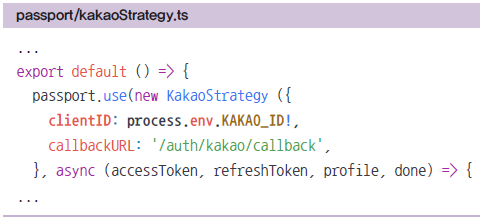 passport/kakaoStrategy.ts
...
export default () => {
  passport.use(new KakaoStrategy ({
    clientID: process.env.KAKAO_ID!,
    callbackURL: '/auth/kakao/callback',
  }, async (accessToken, refreshToken, profile, done) => {
...